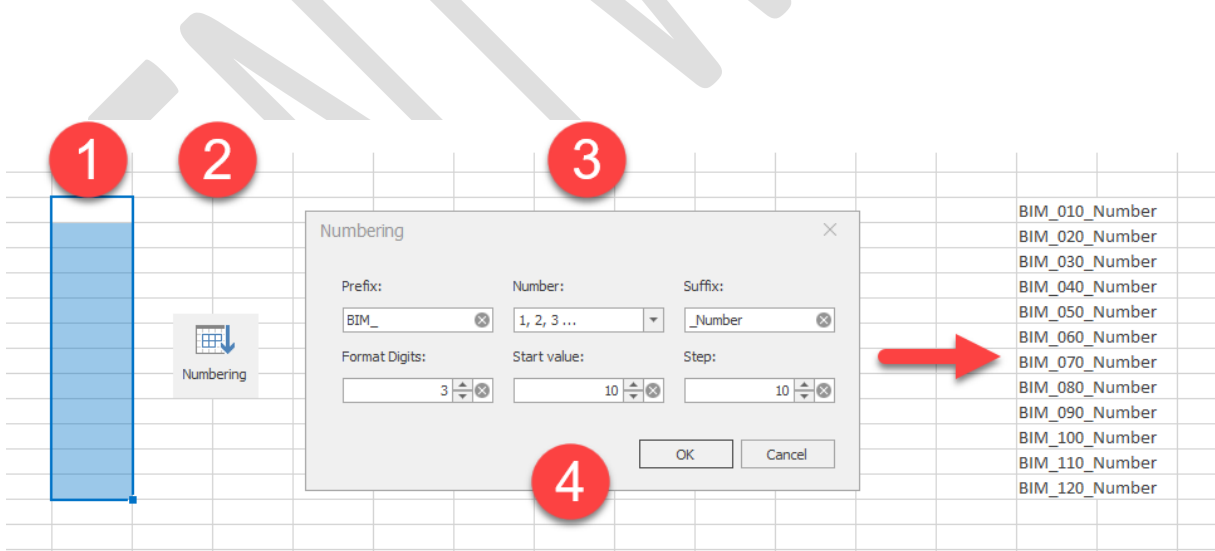 1
2
3
Numbering
Numbering
Prefix:
Number:
Suffix:
BIM_
1, 2, 3 ...
_Number
Format Digits:
Start value:
Step:
3
10
10
OK
Cancel
4
BIM_010_Number
BIM_020_Number
BIM_030_Number
BIM_040_Number
BIM_050_Number
BIM_060_Number
BIM_070_Number
BIM_080_Number
BIM_090_Number
BIM_100_Number
BIM_110_Number
BIM_120_Number